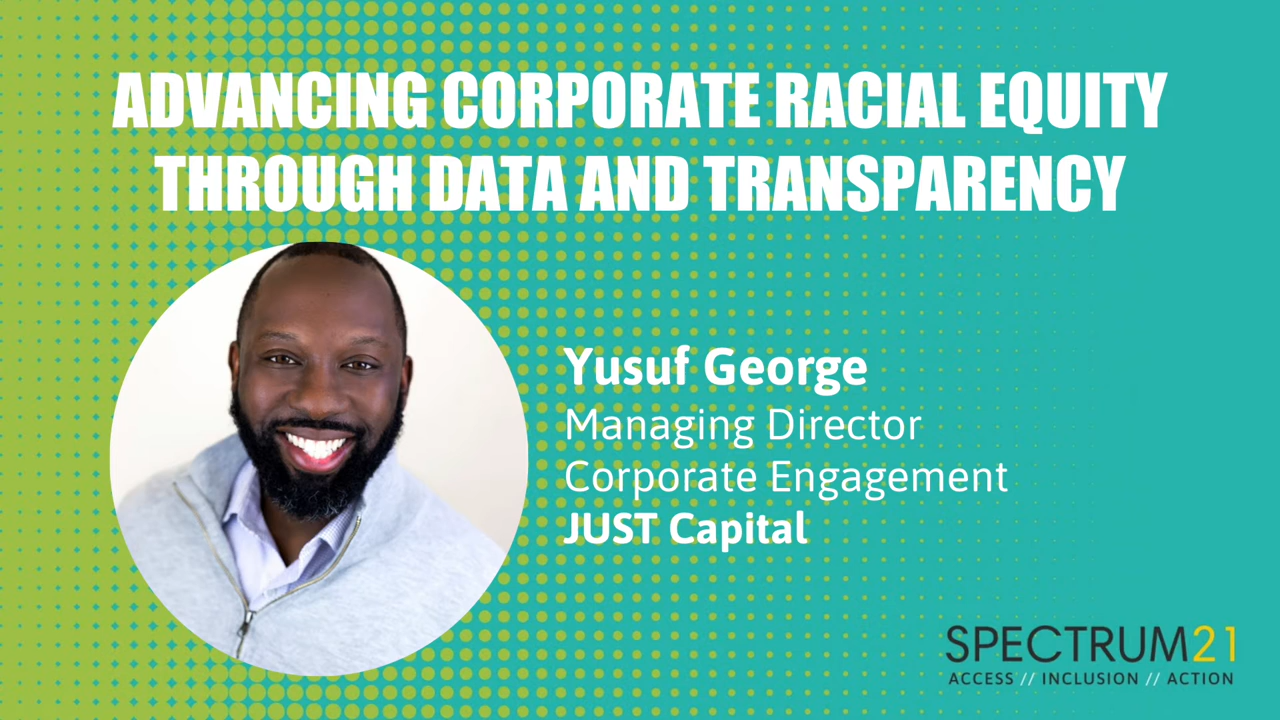 ADVANCING CORPORATE RACIAL EQUITY
THROUGH DATA AND TRANSPARENCY
Yusuf George
Managing Director
Corporate Engagement
JUST Capital
SPECTRUM21
ACCESS // INCLUSION // ACTION